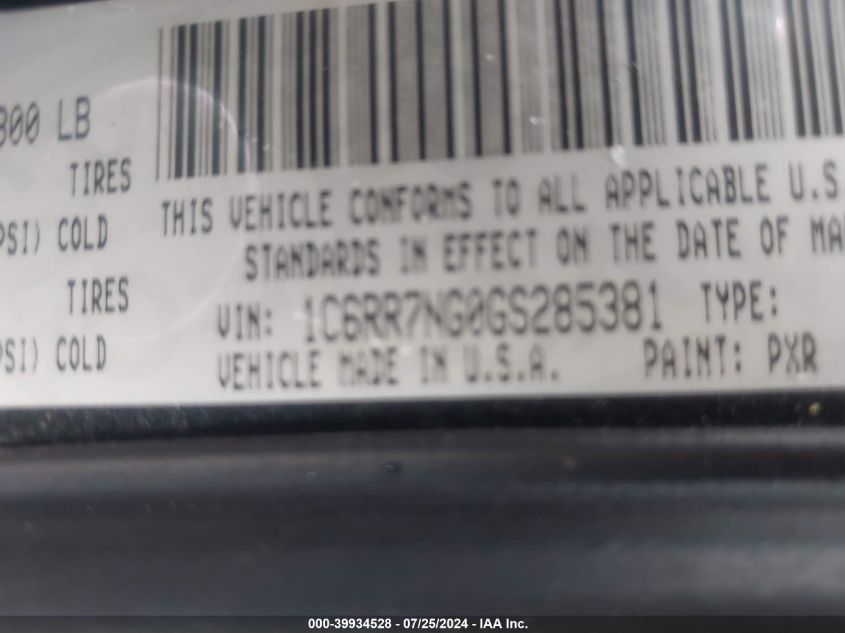 800 LB
TIRES
PSI) COLD
TIRES
PSI) COLD
THIS VEHICLE CONFORMS TO ALL APPLICABLE U.S
STANDARDS IN EFFECT ON THE DATE OF MA
VIN: 1C6RR7NG0GS285381 TYPE:
VEHICLE MADE IN U.S.A. PAINT: PXR
000-39934528 - 07/25/2024 - IAA Inc.